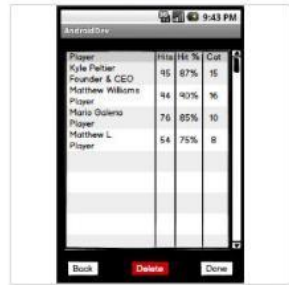 9:43 PM
AndroidDev
Player Hits Hit % Cut
Kyle Peltier
Founder & CEO 95 87% 15
Matthew Williams
Player 94 90% 16
Mario Galeno
Player 76 85% 10
Matthew L
Player 54 75% 8
Back Delete Done